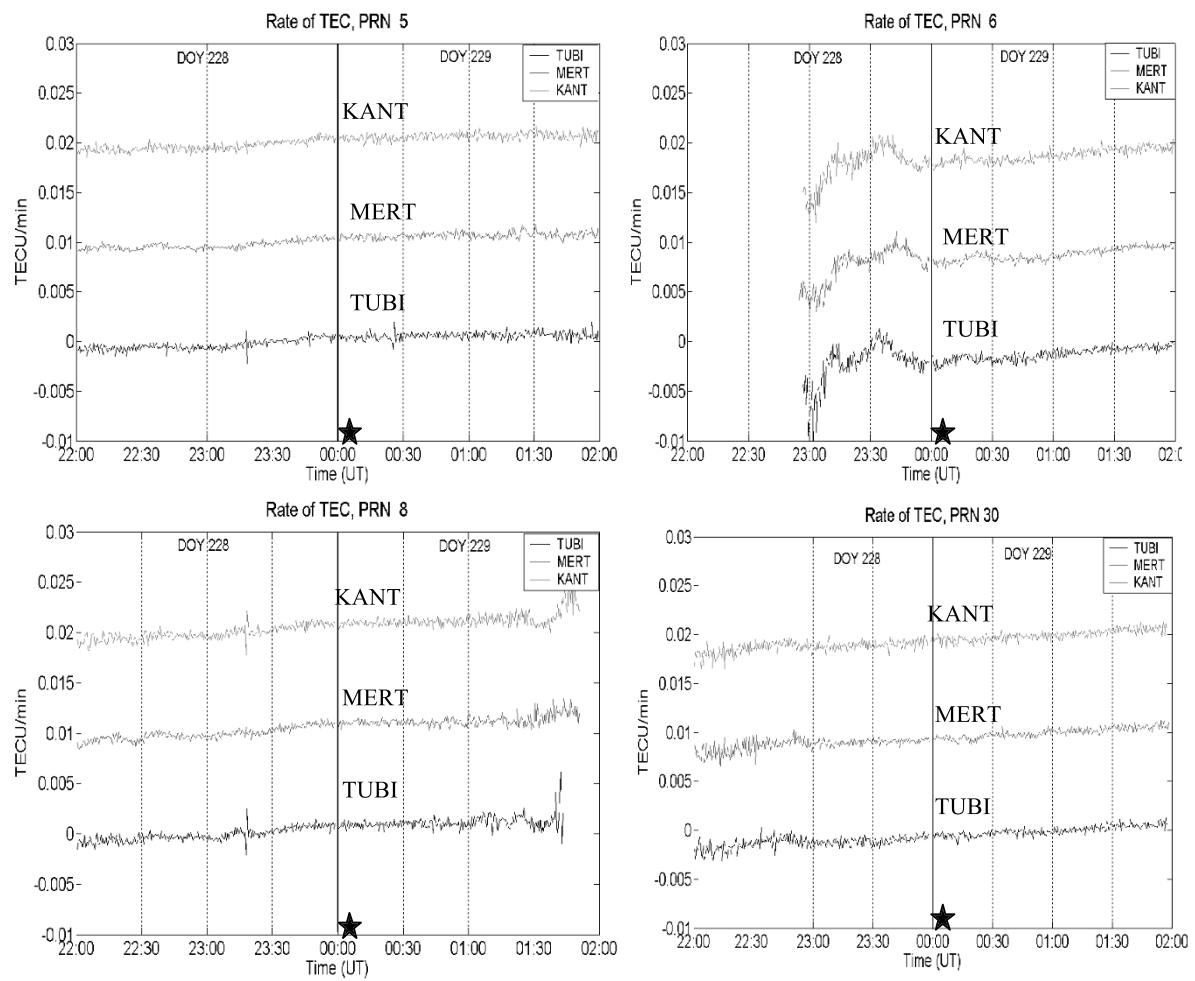 Rate of TEC, PRN 5
0.03
0.025
0.02
0.015
0.01
0.005
0
-0.005
-0.01
TECU/min
DOY 228
DOY 229
TUBI
MERT
KANT
KANT
MERT
TUBI
22:00 22:30 23:00 23:30 00:00 00:30 01:00 01:30 02:00
Time (UT)
Rate of TEC, PRN 6
0.03
0.025
0.02
0.015
0.01
0.005
0
-0.005
-0.01
TECU/min
DOY 228
DOY 229
TUBI
MERT
KANT
KANT
MERT
TUBI
22:00 22:30 23:00 23:30 00:00 00:30 01:00 01:30 02:0
Time (UT)
Rate of TEC, PRN 8
0.03
0.025
0.02
0.015
0.01
0.005
0
-0.005
-0.01
TECU/min
DOY 228
DOY 229
TUBI
MERT
KANT
KANT
MERT
TUBI
22:00 22:30 23:00 23:30 00:00 00:30 01:00 01:30 02:00
Time (UT)
Rate of TEC, PRN 30
0.03
0.025
0.02
0.015
0.01
0.005
0
-0.005
-0.01
TECU/min
DOY 228
DOY 229
TUBI
MERT
KANT
KANT
MERT
TUBI
22:00 22:30 23:00 23:30 00:00 00:30 01:00 01:30 02:00
Time (UT)